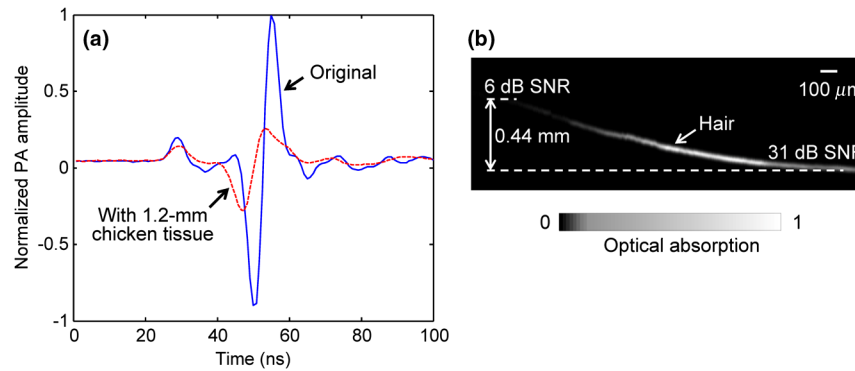 (a)
Normalized PA amplitude
1
0.5
0
-0.5
-1
0
20
40
60
80
100
Time (ns)
Original
With 1.2-mm
chicken tissue
(b)
6 dB SNR
100 μm
0.44 mm
Hair
31 dB SNR
0
1
Optical absorption